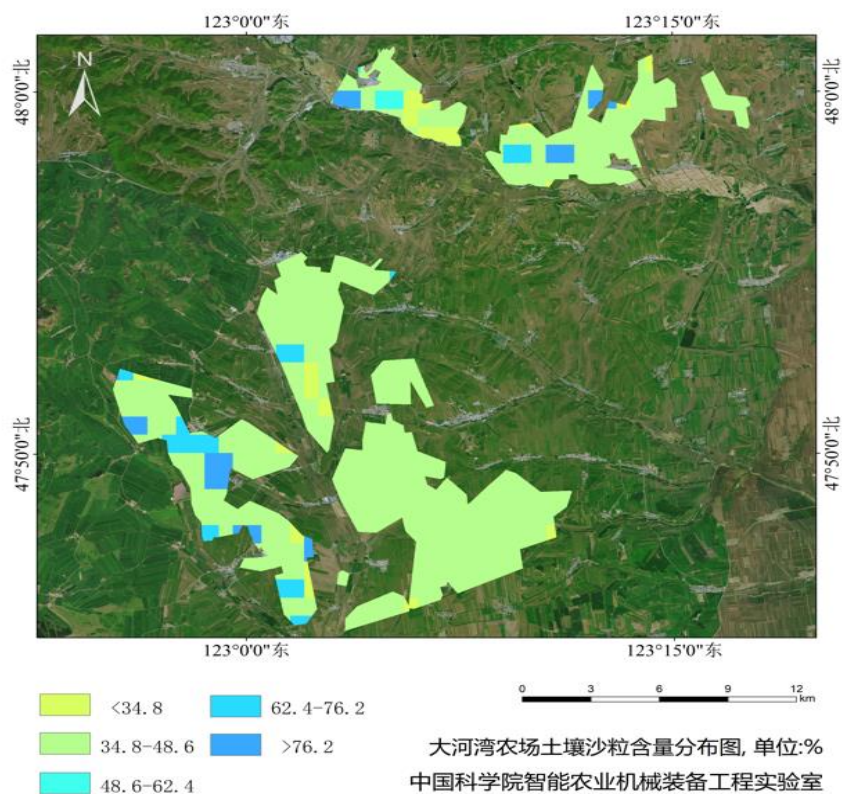 123°0′0″东 123°15′0″东
N
48°0′0″北 48°0′0″北
47°50′0″北 47°50′0″北
123°0′0″东 123°15′0″东
<34.8 62.4-76.2
34.8-48.6 >76.2
48.6-62.4
0 3 6 9 12
km
大河湾农场土壤沙粒含量分布图, 单位:%
中国科学院智能农业机械装备工程实验室